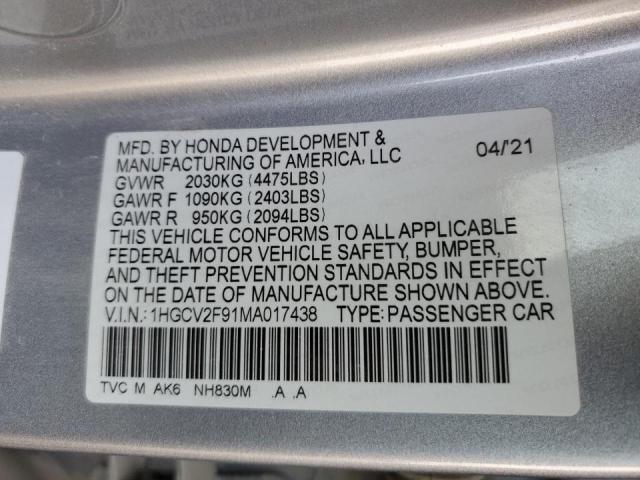 MFD. BY HONDA DEVELOPMENT &
MANUFACTURING OF AMERICA, LLC 04/'21
GVWR 2030KG (4475LBS)
GAWR F 1090KG (2403LBS)
GAWR R 950KG (2094LBS)
THIS VEHICLE CONFORMS TO ALL APPLICABLE
FEDERAL MOTOR VEHICLE SAFETY, BUMPER,
AND THEFT PREVENTION STANDARDS IN EFFECT
ON THE DATE OF MANUFACTURE SHOWN ABOVE.
V.I.N.: 1HGCV2F91MA017438 TYPE: PASSENGER CAR
TVC M AK6 NH830M .A .A